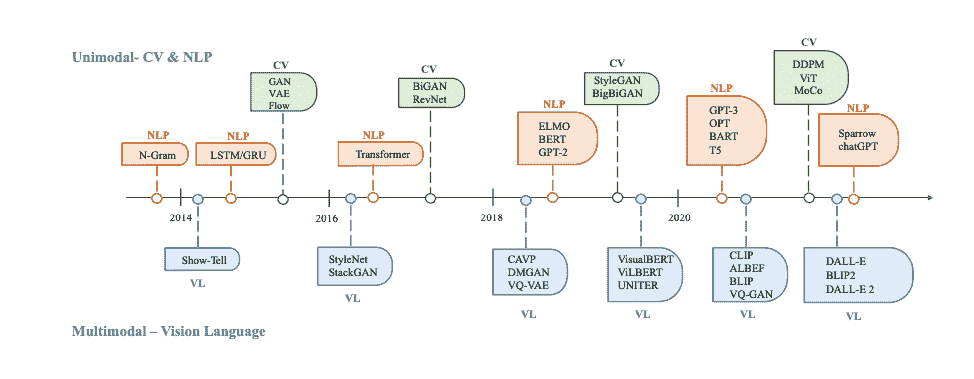 Unimodal- CV & NLP
CV
GAN
VAE
Flow
CV
BiGAN
RevNet
CV
StyleGAN
BigBiGAN
CV
DDPM
ViT
MoCo
NLP
N-Gram
NLP
LSTM/GRU
NLP
Transformer
NLP
ELMO
BERT
GPT-2
NLP
GPT-3
OPT
BART
T5
NLP
Sparrow
chatGPT
2014
2016
2018
2020
Show-Tell
VL
StyleNet
StackGAN
VL
CAVP
DMGAN
VQ-VAE
VL
VisualBERT
ViLBERT
UNITER
VL
CLIP
ALBEF
BLIP
VQ-GAN
VL
DALL-E
BLIP2
DALL-E 2
VL
Multimodal – Vision Language